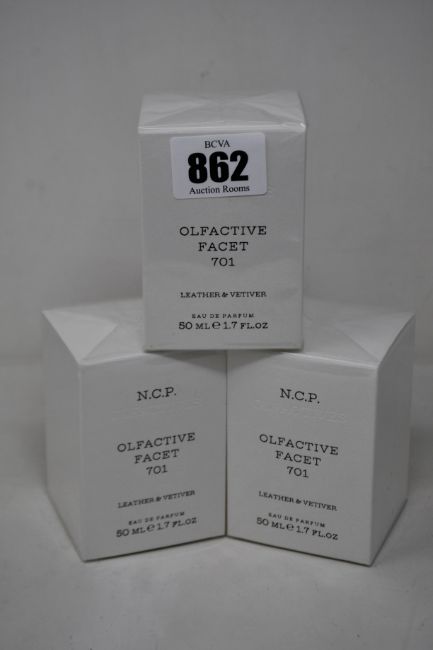 BCVA
862
Auction Rooms
OLFACTIVE
FACET
701
LEATHER & VETIVER
EAU DE PARFUM
50 ML ℮ 1.7 FL.OZ
N.C.P.
OLFACTIVES
OLFACTIVE
FACET
701
LEATHER & VETIVER
EAU DE PARFUM
50 ML ℮ 1.7 FL.OZ
N.C.P.
OLFACTIVES
OLFACTIVE
FACET
701
LEATHER & VETIVER
EAU DE PARFUM
50 ML ℮ 1.7 FL.OZ